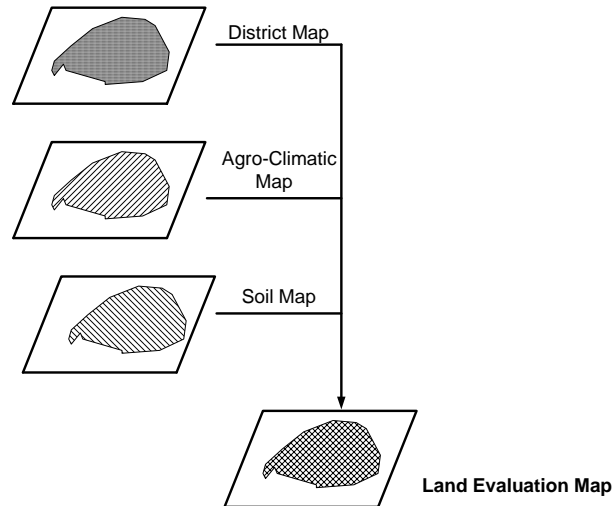 District Map
Agro-Climatic
Map
Soil Map
Land Evaluation Map